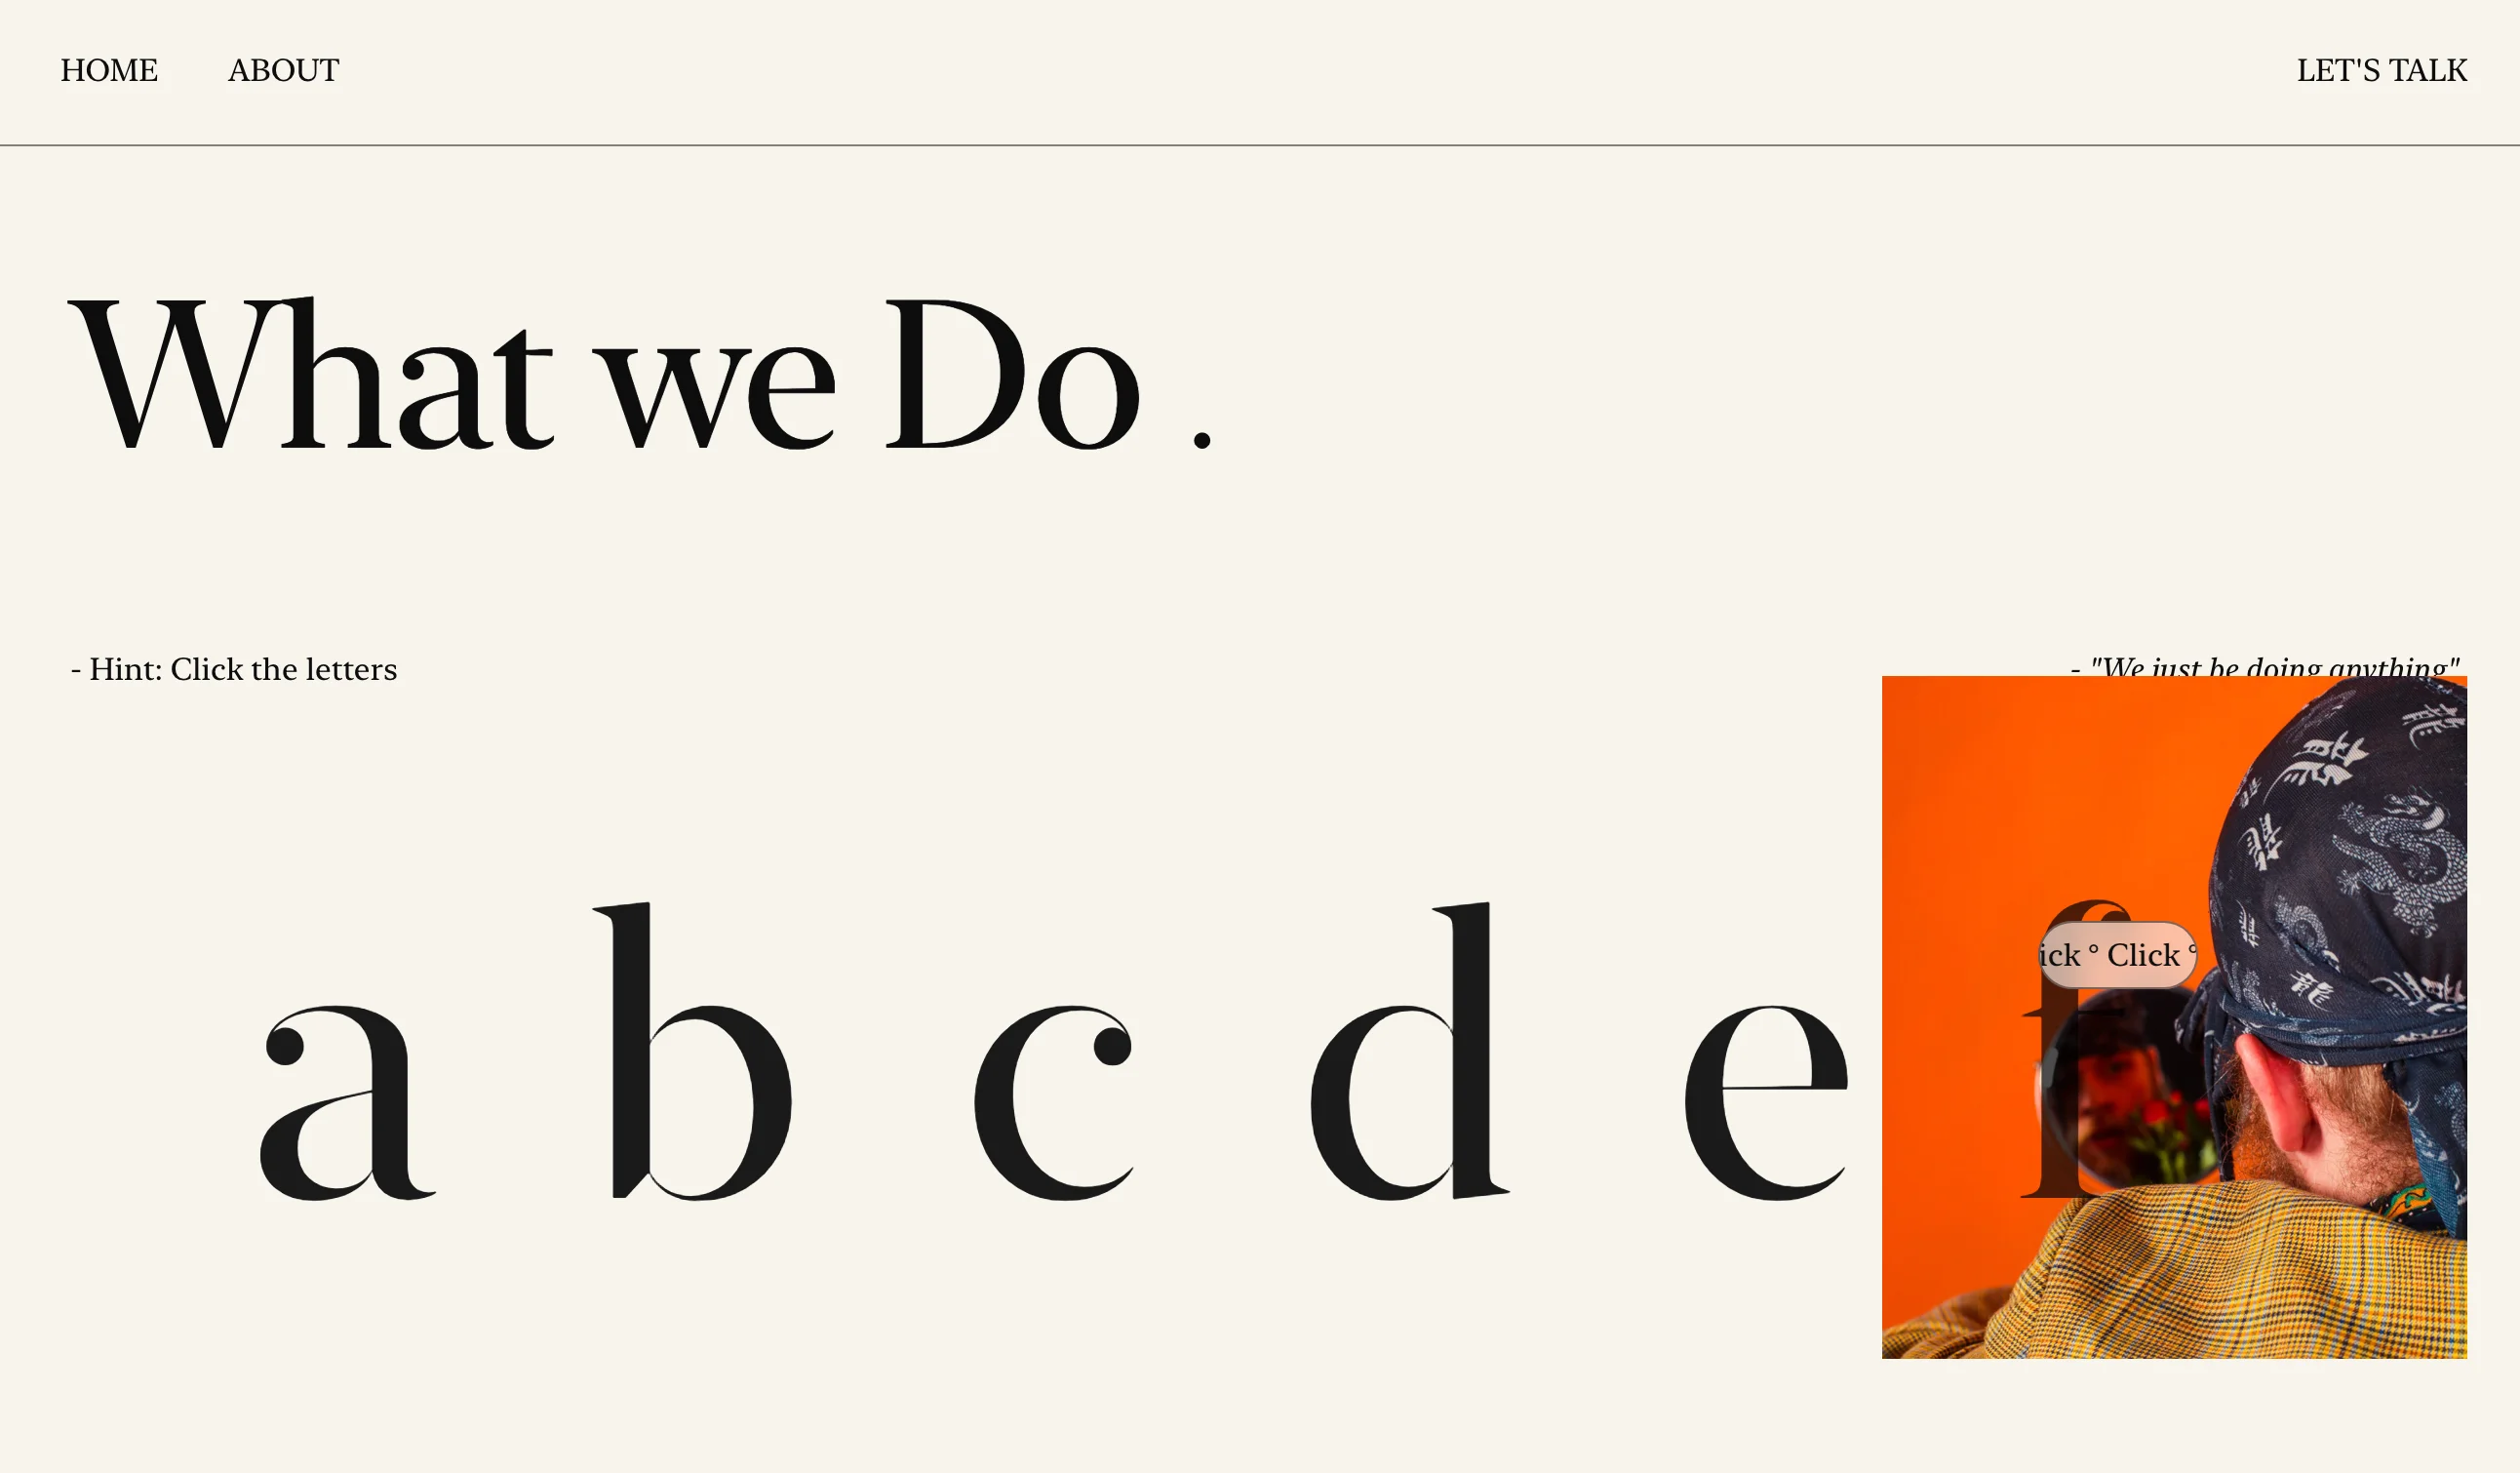 HOME ABOUT LET'S TALK
What we Do .
- Hint: Click the letters
- "We just be doing anything"
ick ° Click °
a b c d e f